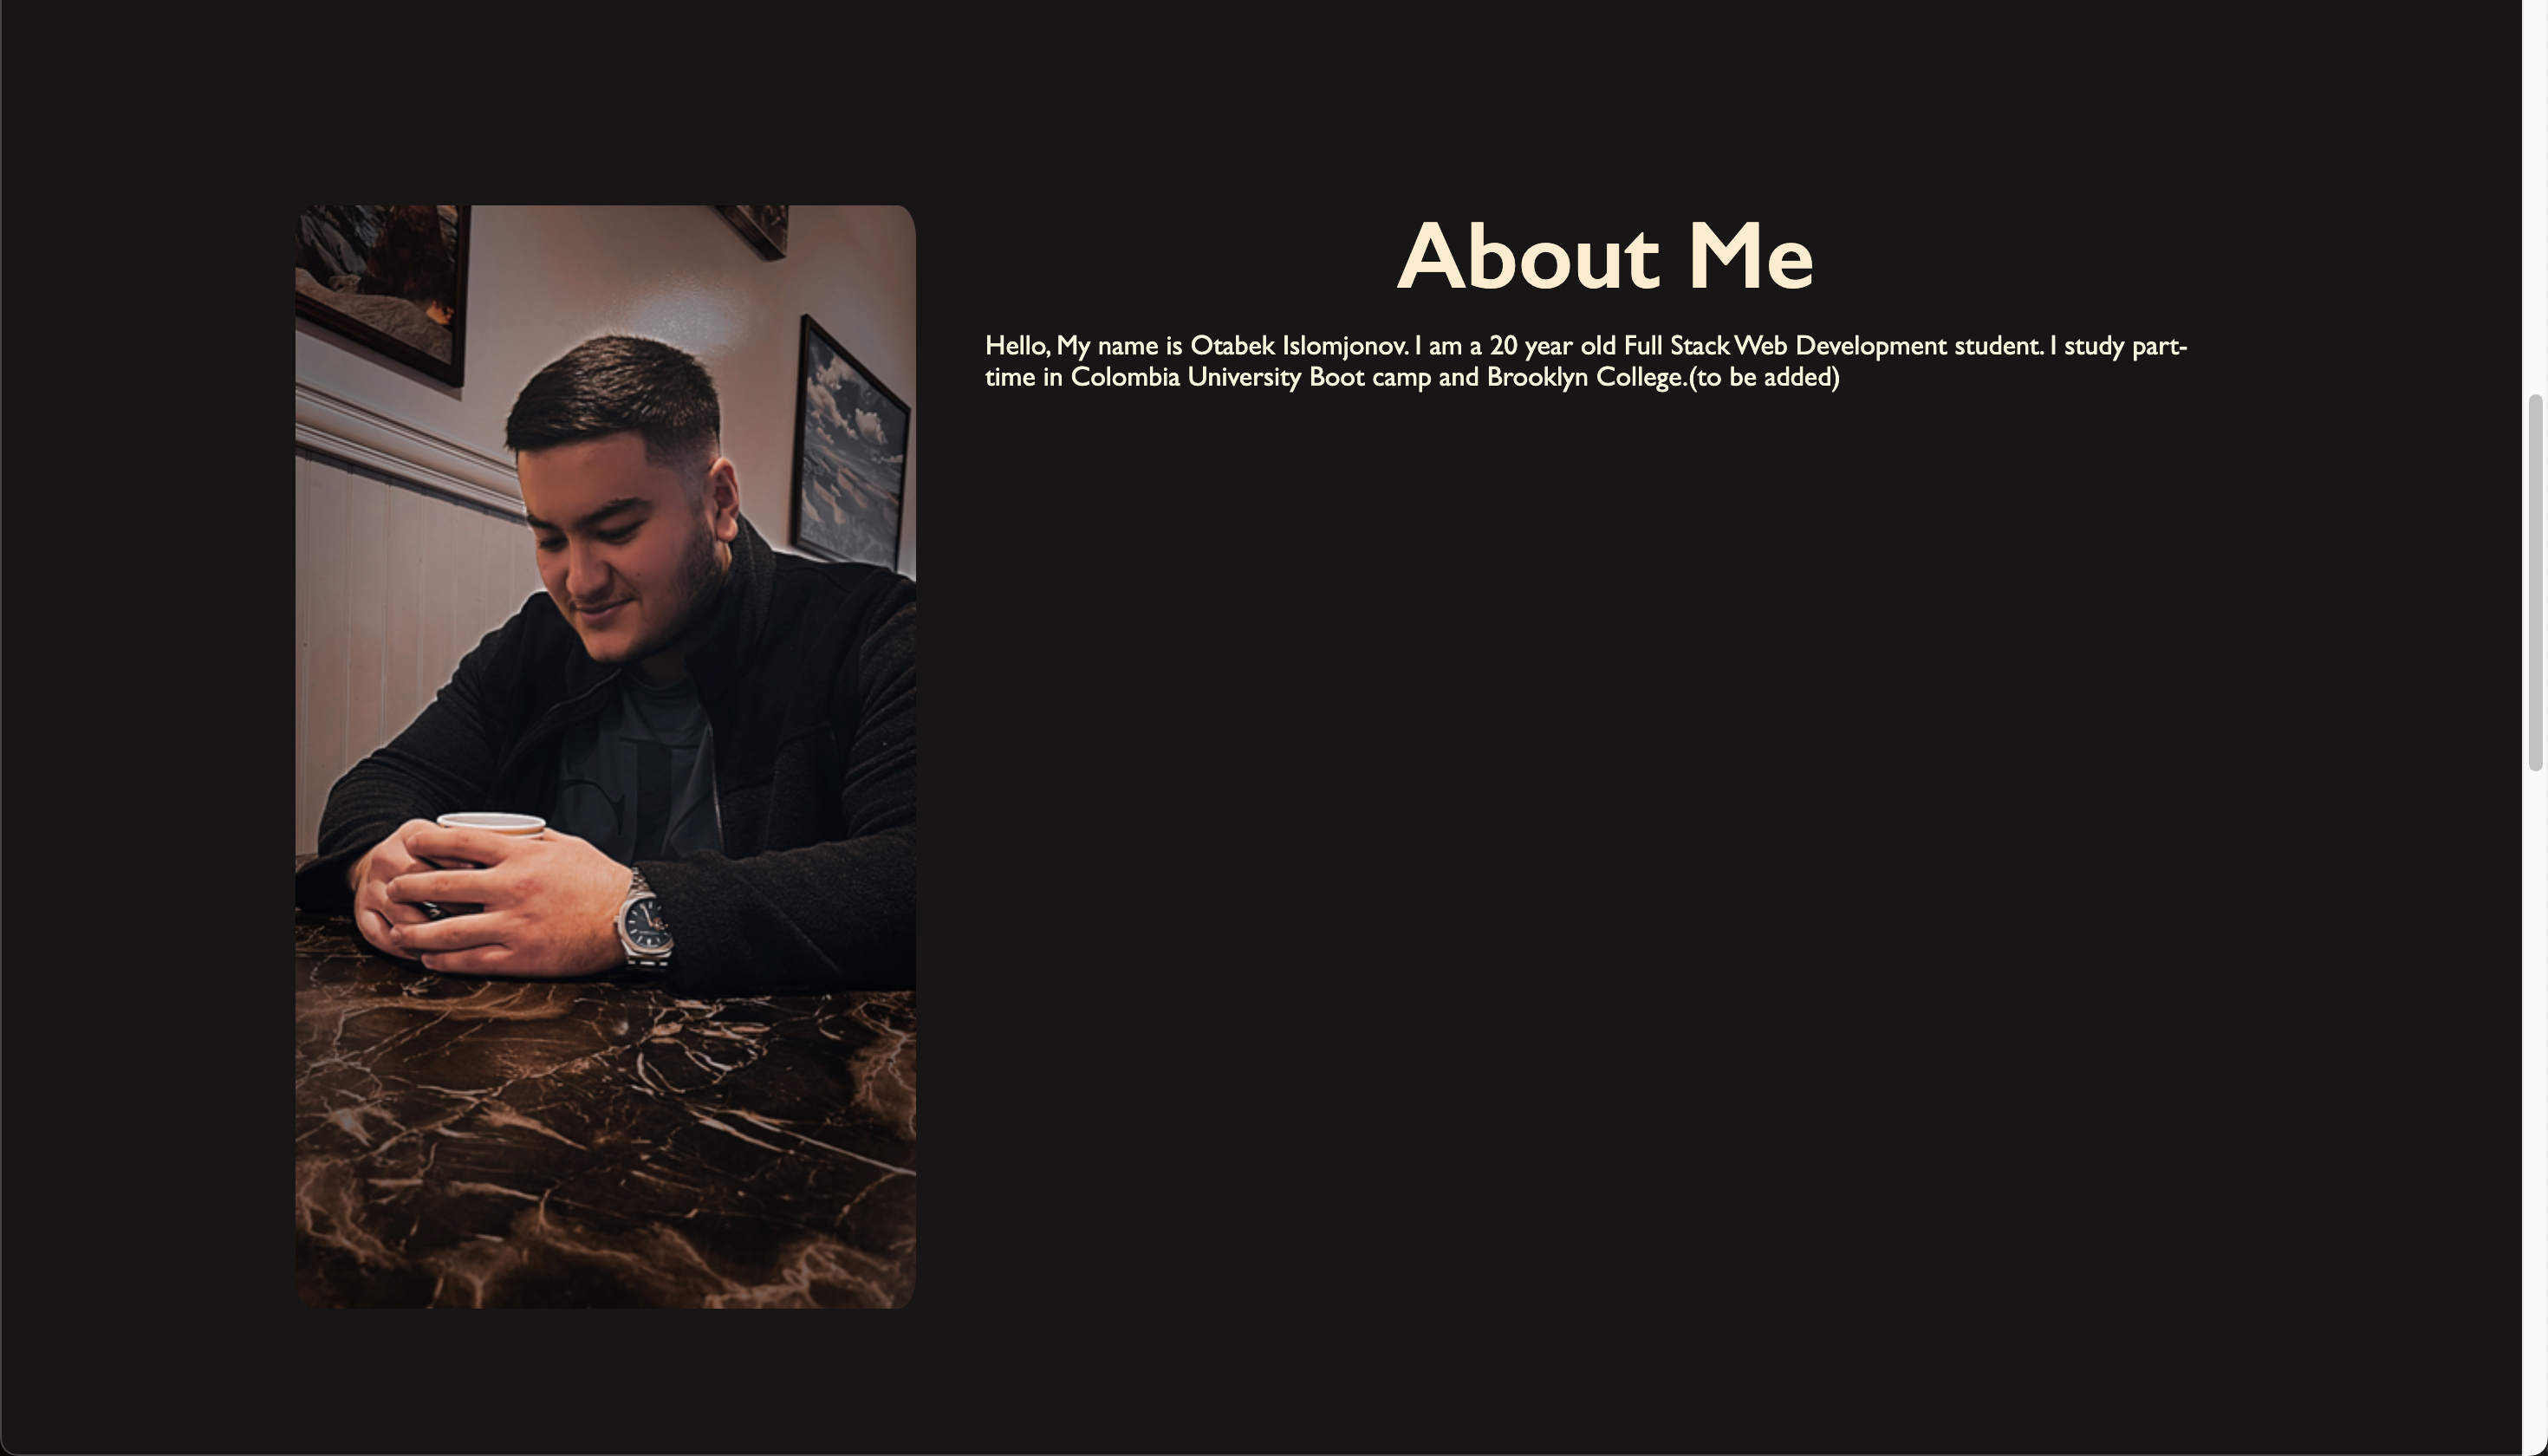 About Me
Hello, My name is Otabek Islomjonov. I am a 20 year old Full Stack Web Development student. I study part-
time in Colombia University Boot camp and Brooklyn College.(to be added)